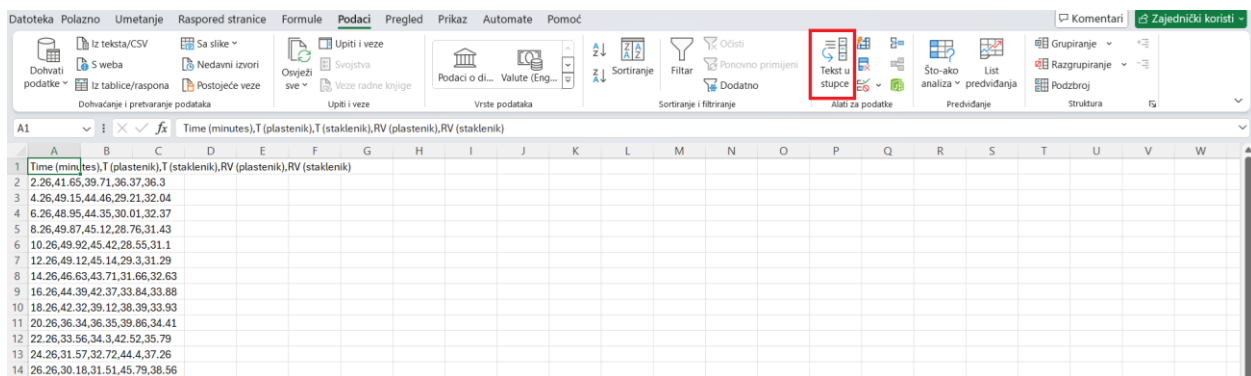 Datoteka Polazno Umetanje Raspored stranice Formule Podaci Pregled Prikaz Automate Pomoć Komentari Zajednički koristi
Dohvati podatke
Iz teksta/CSV
S weba
Iz tablice/raspona
Sa slike
Nedavni izvori
Postojeće veze
Dohvaćanje i pretvaranje podataka
Osvježi sve
Upiti i veze
Svojstva
Veze radne knjige
Upiti i veze
Podaci o di...
Valute (Eng...
Vrste podataka
Sortiranje
Filtar
Očisti
Ponovno primijeni
Dodatno
Sortiranje i filtriranje
Tekst u stupce
Alati za podatke
Što-ako analiza
List predviđanja
Predviđanje
Grupiranje
Razgrupiranje
Podzbroj
Struktura
A1 fx Time (minutes),T (plastenik),T (staklenik),RV (plastenik),RV (staklenik)
A B C D E F G H I J K L M N O P Q R S T U V W
1 Time (minutes),T (plastenik),T (staklenik),RV (plastenik),RV (staklenik)
2 2.26,41.65,39.71,36.37,36.3
3 4.26,49.15,44.46,29.21,32.04
4 6.26,48.95,44.35,30.01,32.37
5 8.26,49.87,45.12,28.76,31.43
6 10.26,49.92,45.42,28.55,31.1
7 12.26,49.12,45.14,29.3,31.29
8 14.26,46.63,43.71,31.66,32.63
9 16.26,44.39,42.37,33.84,33.88
10 18.26,42.32,39.12,38.39,33.93
11 20.26,36.34,36.35,39.86,34.41
12 22.26,33.56,34.3,42.52,35.79
13 24.26,31.57,32.72,44.4,37.26
14 26.26,30.18,31.51,45.79,38.56